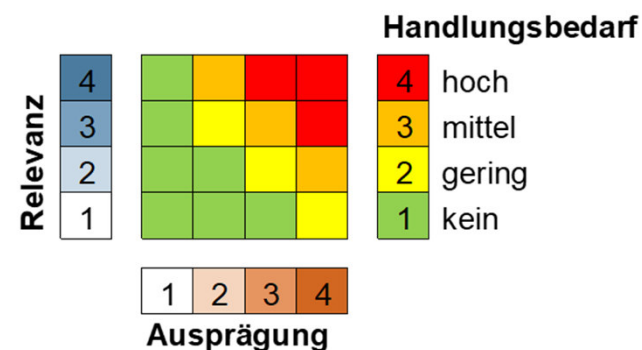 Handlungsbedarf
Relevanz
4
3
2
1
4 hoch
3 mittel
2 gering
1 kein
1 2 3 4
Ausprägung